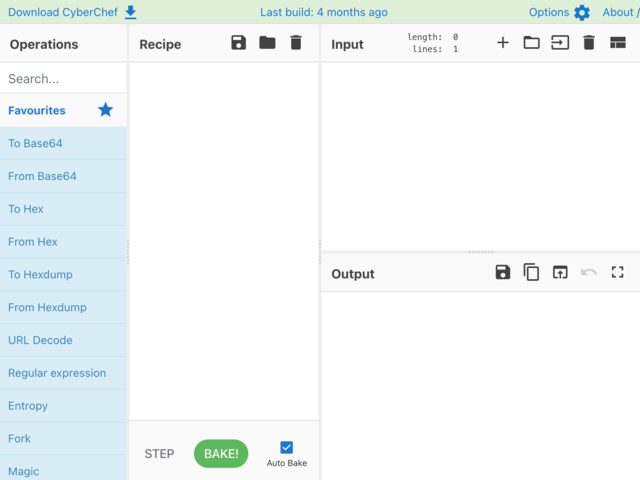 Download CyberChef
Last build: 4 months ago
Options
About /
Operations
Recipe
Input
length: 0
lines: 1
Search...
Favourites
To Base64
From Base64
To Hex
From Hex
To Hexdump
From Hexdump
URL Decode
Regular expression
Entropy
Fork
Magic
STEP
BAKE!
Auto Bake
Output